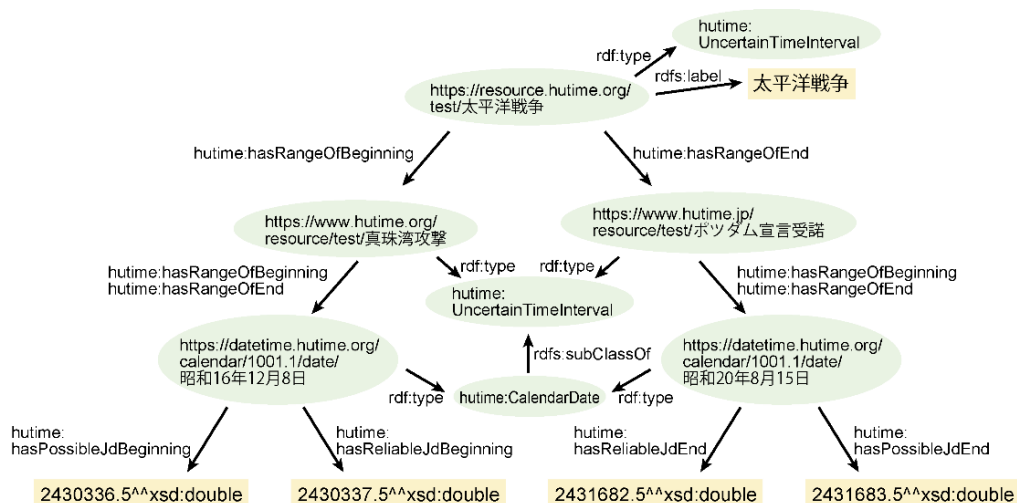 hutime:
UncertainTimeInterval
rdf:type
rdfs:label
太平洋戦争
https://resource.hutime.org/
test/太平洋戦争
hutime:hasRangeOfBeginning
hutime:hasRangeOfEnd
https://www.hutime.org/
resource/test/真珠湾攻撃
https://www.hutime.jp/
resource/test/ポツダム宣言受諾
hutime:hasRangeOfBeginning
hutime:hasRangeOfEnd
rdf:type
rdf:type
hutime:hasRangeOfBeginning
hutime:hasRangeOfEnd
hutime:
UncertainTimeInterval
https://datetime.hutime.org/
calendar/1001.1/date/
昭和16年12月8日
rdfs:subClassOf
https://datetime.hutime.org/
calendar/1001.1/date/
昭和20年8月15日
rdf:type
hutime:CalendarDate
rdf:type
hutime:
hasPossibleJdBeginning
hutime:
hasReliableJdBeginning
hutime:
hasReliableJdEnd
hutime:
hasPossibleJdEnd
2430336.5^^xsd:double
2430337.5^^xsd:double
2431682.5^^xsd:double
2431683.5^^xsd:double